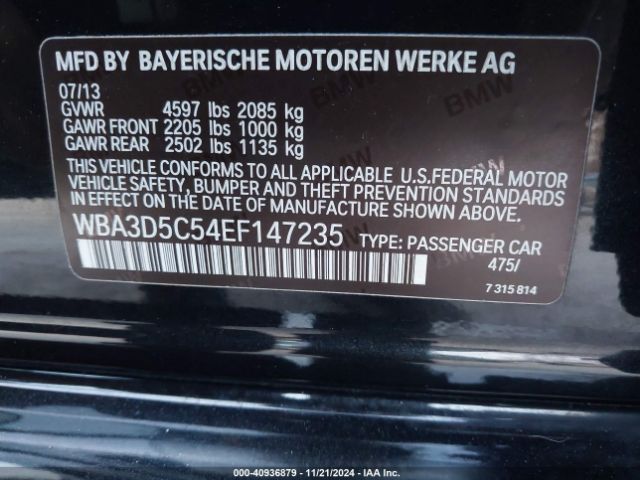 MFD BY BAYERISCHE MOTOREN WERKE AG
07/13
GVWR 4597 lbs 2085 kg
GAWR FRONT 2205 lbs 1000 kg
GAWR REAR 2502 lbs 1135 kg
THIS VEHICLE CONFORMS TO ALL APPLICABLE U.S.FEDERAL MOTOR
VEHICLE SAFETY, BUMPER AND THEFT PREVENTION STANDARDS
IN EFFECT ON THE DATE OF MANUFACTURE SHOWN ABOVE.
WBA3D5C54EF147235 TYPE: PASSENGER CAR
475/
7 315 814
BMW
000-40936879 — 11/21/2024 — IAA Inc.